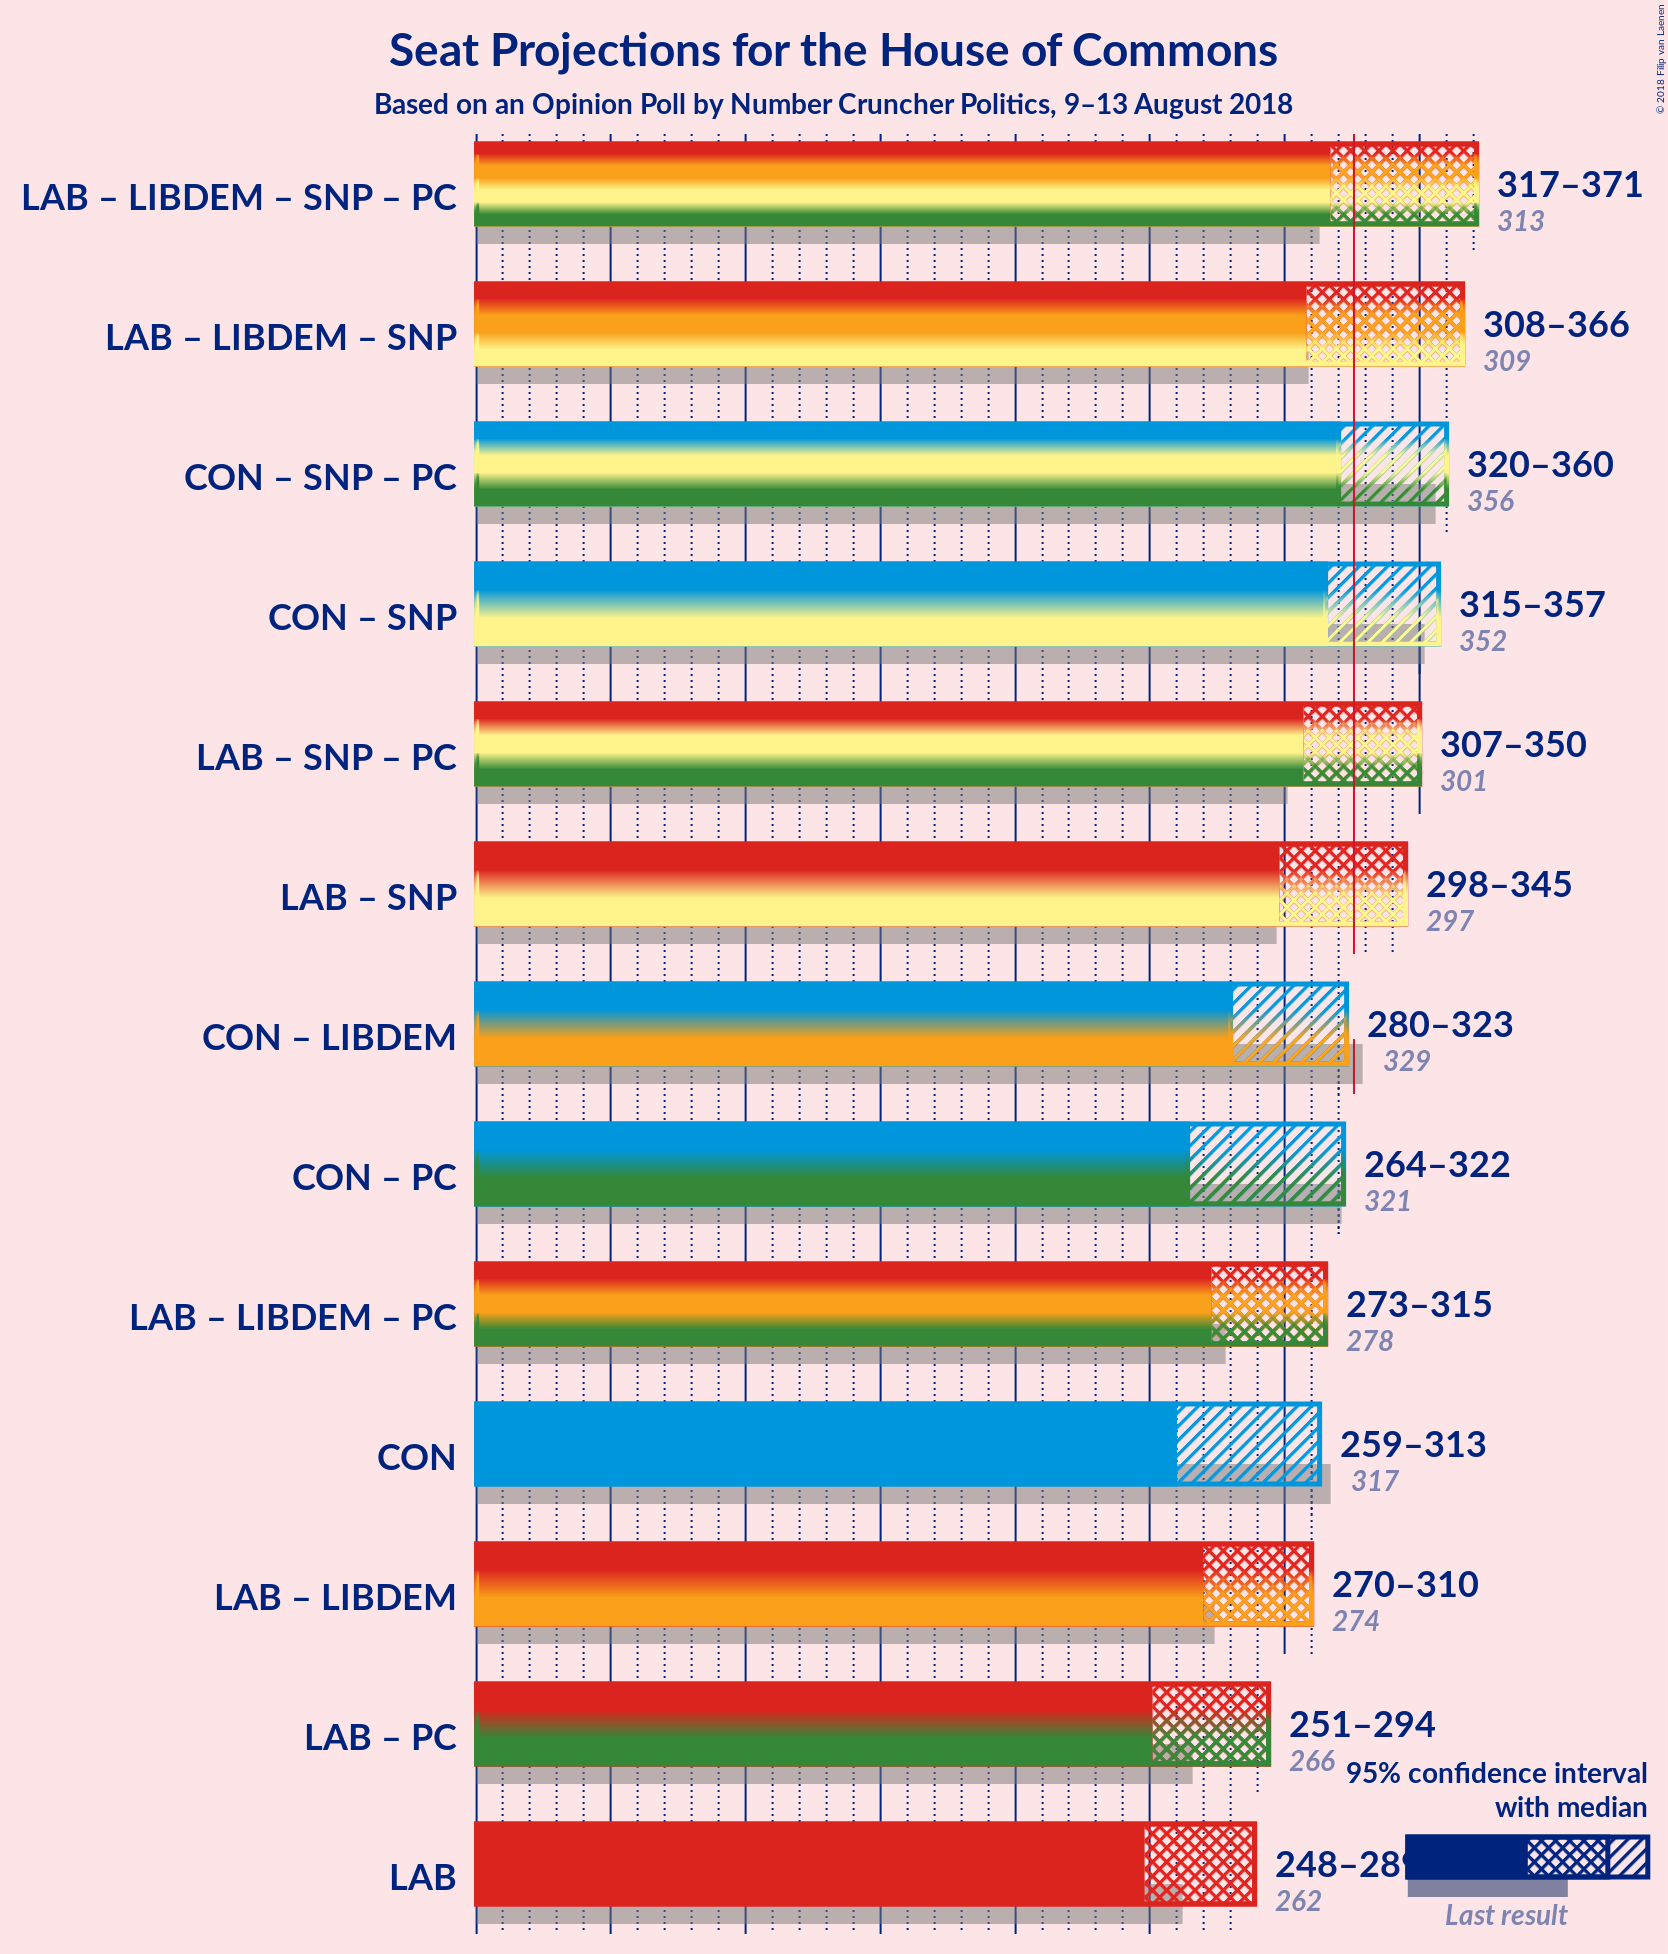 Seat Projections for the House of Commons
Based on an Opinion Poll by Number Cruncher Politics, 9–13 August 2018
© 2018 Filip van Laenen
LAB – LIBDEM – SNP – PC
317–371
313
LAB – LIBDEM – SNP
308–366
309
CON – SNP – PC
320–360
356
CON – SNP
315–357
352
LAB – SNP – PC
307–350
301
LAB – SNP
298–345
297
CON – LIBDEM
280–323
329
CON – PC
264–322
321
LAB – LIBDEM – PC
273–315
278
CON
259–313
317
LAB – LIBDEM
270–310
274
LAB – PC
251–294
266
95% confidence interval
with median
LAB
262
Last result